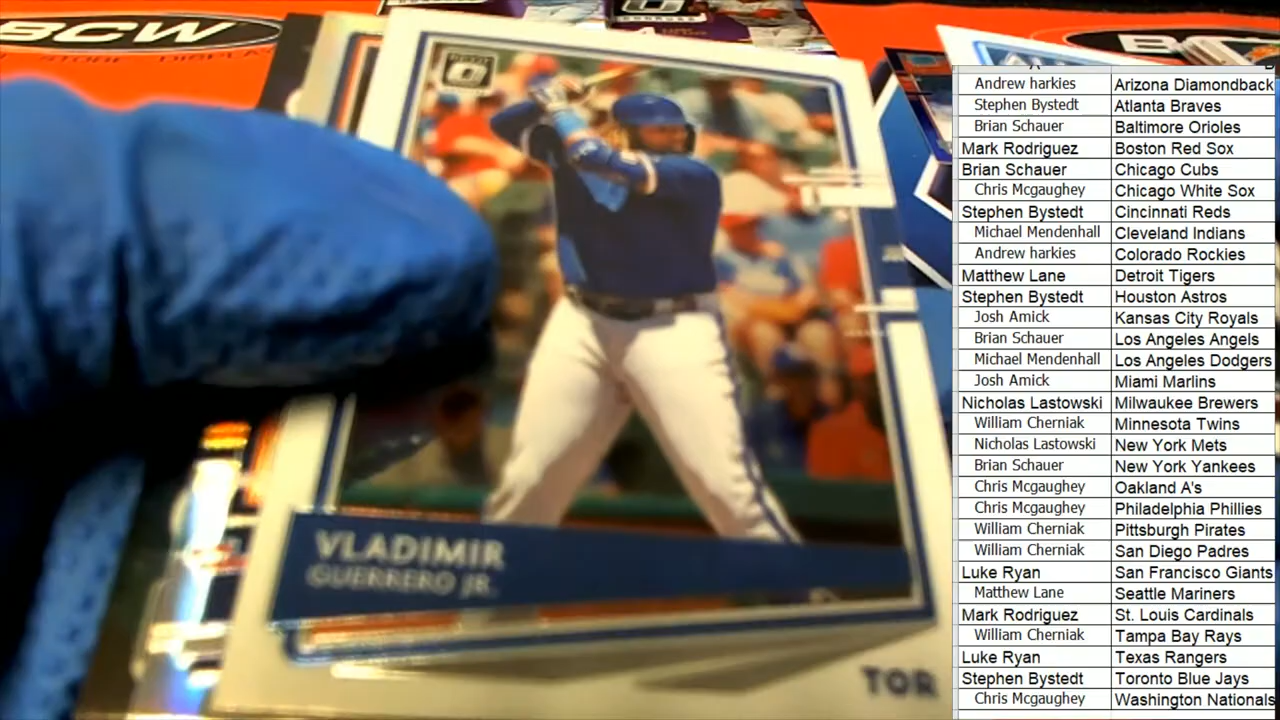 BCW
STORE DISPLAY
OPTIC
VLADIMIR
GUERRERO JR.
TOR
Andrew harkies Arizona Diamondback
Stephen Bystedt Atlanta Braves
Brian Schauer Baltimore Orioles
Mark Rodriguez Boston Red Sox
Brian Schauer Chicago Cubs
Chris Mcgaughey Chicago White Sox
Stephen Bystedt Cincinnati Reds
Michael Mendenhall Cleveland Indians
Andrew harkies Colorado Rockies
Matthew Lane Detroit Tigers
Stephen Bystedt Houston Astros
Josh Amick Kansas City Royals
Brian Schauer Los Angeles Angels
Michael Mendenhall Los Angeles Dodgers
Josh Amick Miami Marlins
Nicholas Lastowski Milwaukee Brewers
William Cherniak Minnesota Twins
Nicholas Lastowski New York Mets
Brian Schauer New York Yankees
Chris Mcgaughey Oakland A's
Chris Mcgaughey Philadelphia Phillies
William Cherniak Pittsburgh Pirates
William Cherniak San Diego Padres
Luke Ryan San Francisco Giants
Matthew Lane Seattle Mariners
Mark Rodriguez St. Louis Cardinals
William Cherniak Tampa Bay Rays
Luke Ryan Texas Rangers
Stephen Bystedt Toronto Blue Jays
Chris Mcgaughey Washington Nationals